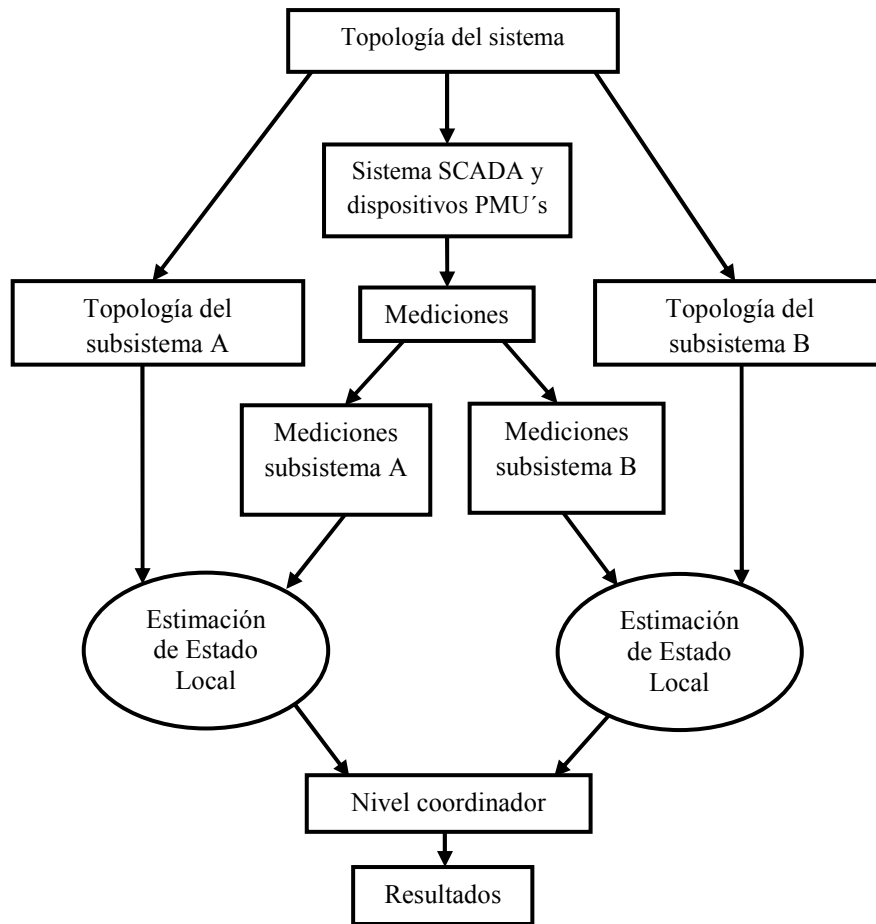 Topología del sistema
Sistema SCADA y
dispositivos PMU´s
Topología del
subsistema A
Mediciones
Topología del
subsistema B
Mediciones
subsistema A
Mediciones
subsistema B
Estimación
de Estado
Local
Estimación
de Estado
Local
Nivel coordinador
Resultados